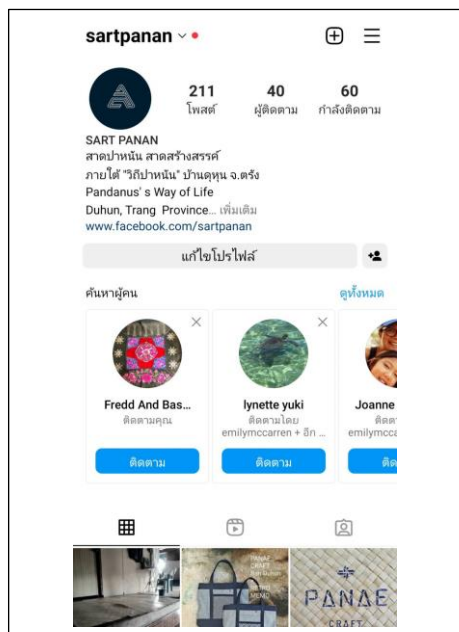 sartpanan
211 40 60
โพสต์ ผู้ติดตาม กำลังติดตาม
SART PANAN
สาดปาหนัน สาดสร้างสรรค์
ภายใต้ "วิถีปาหนัน" บ้านดุหุน จ.ตรัง
Pandanus' s Way of Life
Duhun, Trang Province... เพิ่มเติม
www.facebook.com/sartpanan
แก้ไขโปรไฟล์
ค้นหาผู้คน ดูทั้งหมด
Fredd And Bas... lynette yuki Joanne
ติดตามคุณ ติดตามโดย
emilymccarren + อีก ... emilymcca
ติดตาม ติดตาม ติดต
PANAE
CRAFT
PANAE
CRAFT